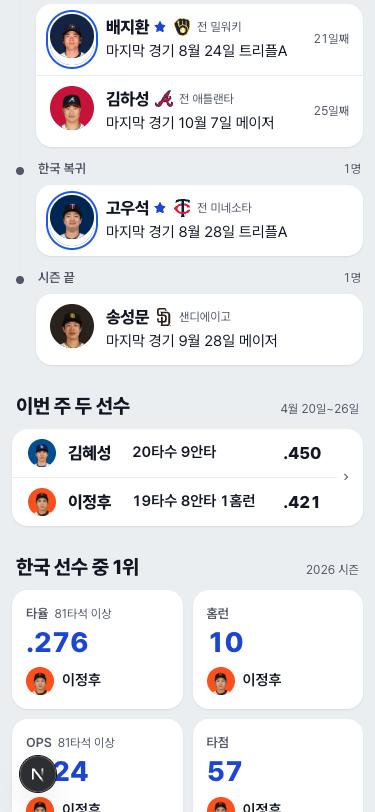 배지환 전 밀워키
마지막 경기 8월 24일 트리플A
21일째
김하성 전 애틀랜타
마지막 경기 10월 7일 메이저
25일째
한국 복귀 1명
고우석 전 미네소타
마지막 경기 8월 28일 트리플A
시즌 끝 1명
송성문 샌디에이고
마지막 경기 9월 28일 메이저
이번 주 두 선수 4월 20일~26일
김혜성 20타수 9안타 .450
이정후 19타수 8안타 1홈런 .421
한국 선수 중 1위 2026 시즌
타율 81타석 이상
.276
이정후
홈런
10
이정후
OPS 81타석 이상
24
이정후
타점
57
이정후
N